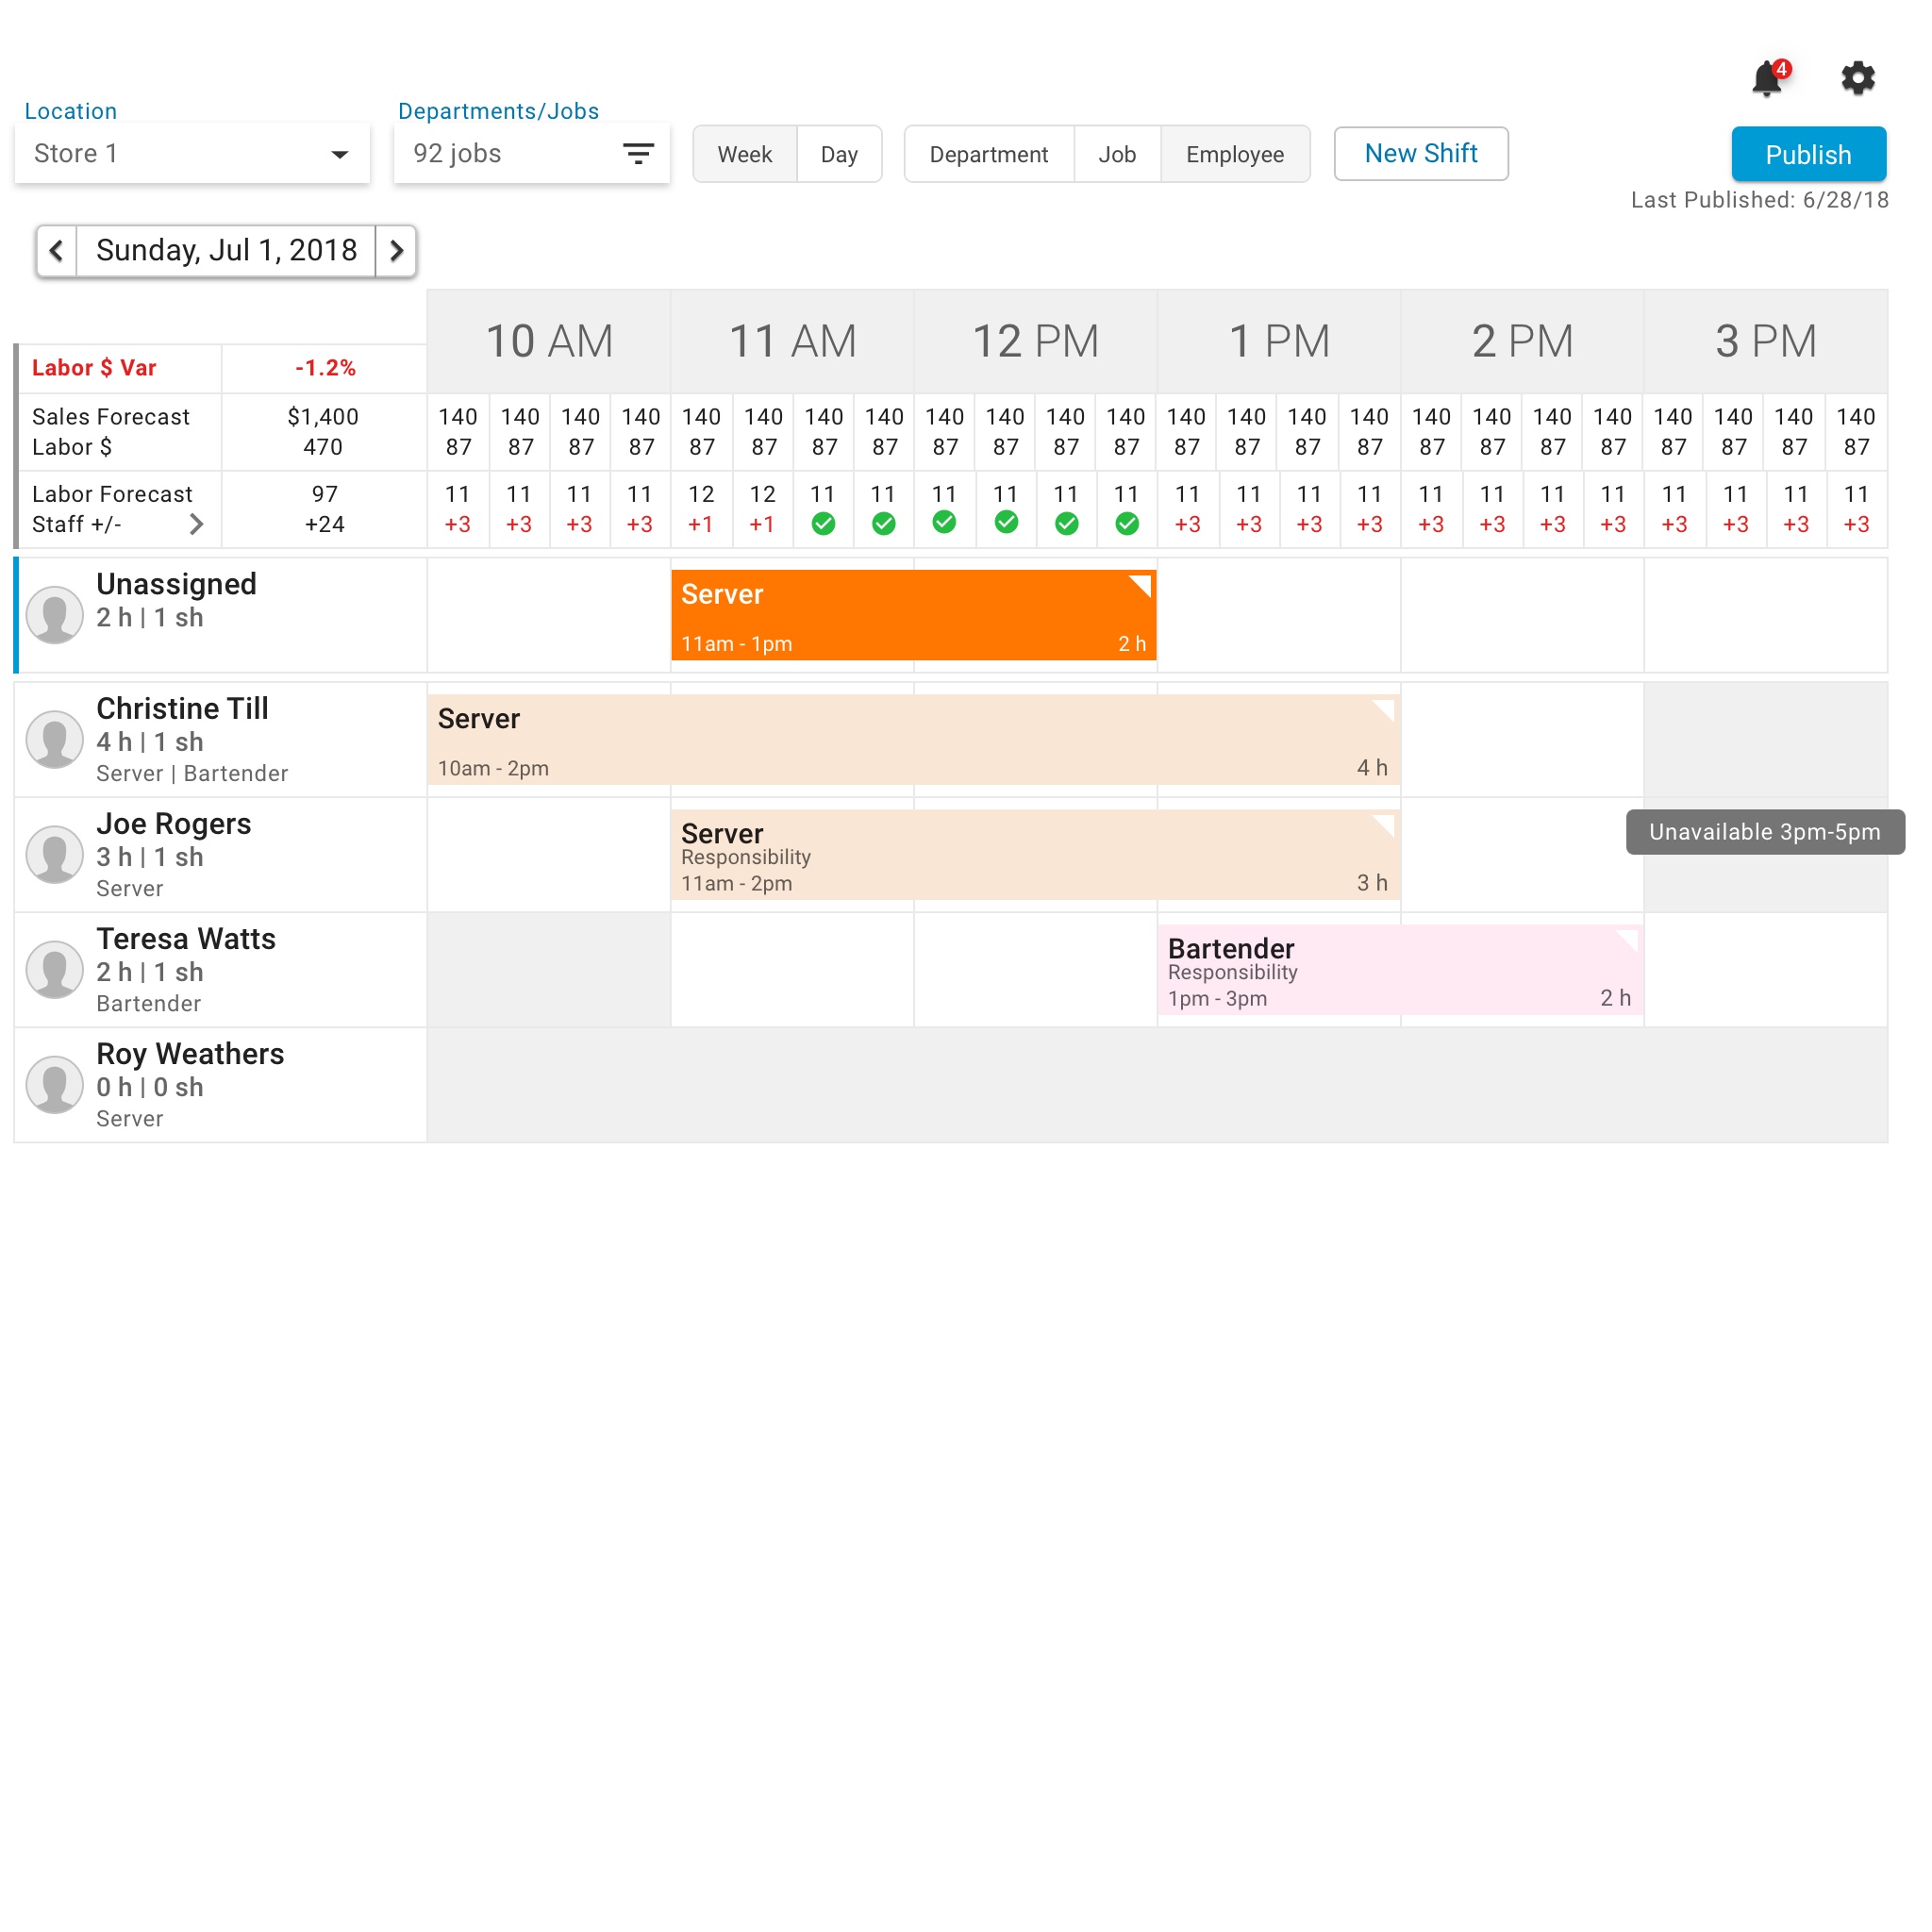 4
Location
Departments/Jobs
Store 1
92 jobs
Week
Day
Department
Job
Employee
New Shift
Publish
Last Published: 6/28/18
Sunday, Jul 1, 2018
10 AM
11 AM
12 PM
1 PM
2 PM
3 PM
Labor $ Var
-1.2%
Sales Forecast $1,400 140 140 140 140 140 140 140 140 140 140 140 140 140 140 140 140 140 140 140 140 140 140 140 140
Labor $ 470 87 87 87 87 87 87 87 87 87 87 87 87 87 87 87 87 87 87 87 87 87 87 87 87
Labor Forecast 97 11 11 11 11 12 12 11 11 11 11 11 11 11 11 11 11 11 11 11 11 11 11 11 11
Staff +/- +24 +3 +3 +3 +3 +1 +1 +3 +3 +3 +3 +3 +3 +3 +3 +3 +3 +3 +3
Unassigned
2 h | 1 sh
Server
11am - 1pm
2 h
Christine Till
4 h | 1 sh
Server | Bartender
Server
10am - 2pm
4 h
Joe Rogers
3 h | 1 sh
Server
Server
Responsibility
11am - 2pm
3 h
Unavailable 3pm-5pm
Teresa Watts
2 h | 1 sh
Bartender
Bartender
Responsibility
1pm - 3pm
2 h
Roy Weathers
0 h | 0 sh
Server